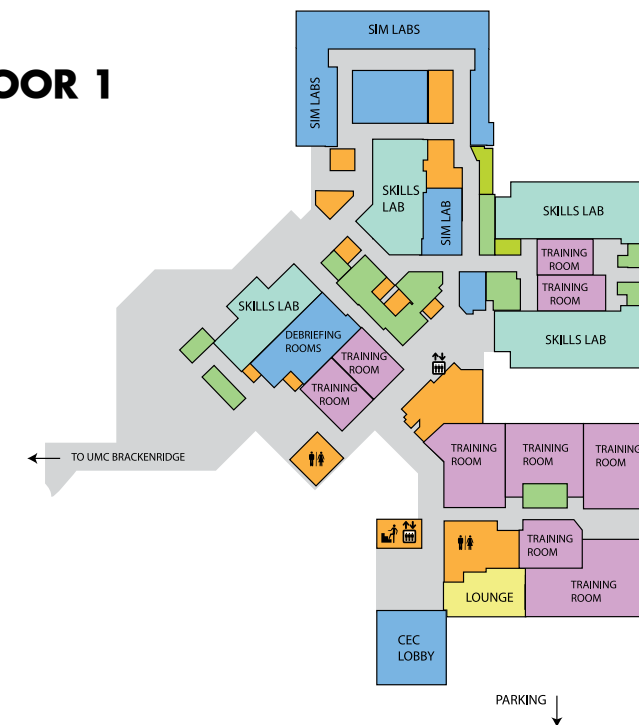 SIM LABS
OOR 1
SIM LABS
SKILLS
LAB
SIM LAB
SKILLS LAB
TRAINING
ROOM
TRAINING
ROOM
SKILLS LAB
DEBRIEFING
ROOMS
SKILLS LAB
TRAINING
ROOM
TRAINING
ROOM
TO UMC BRACKENRIDGE
TRAINING
ROOM
TRAINING
ROOM
TRAINING
ROOM
TRAINING
ROOM
LOUNGE
TRAINING
ROOM
CEC
LOBBY
PARKING